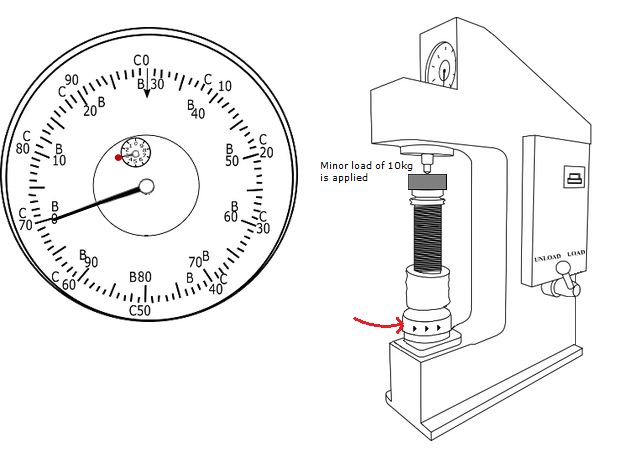 C0
B 30
C 10
B 40
C 20
B 50
C 30
B 60
C 40
B 70
B
C50
B80
C 60
B 90
C 70
B 0
C 80
B 10
C 90
B 20
Minor load of 10kg
is applied
UNLOAD LOAD